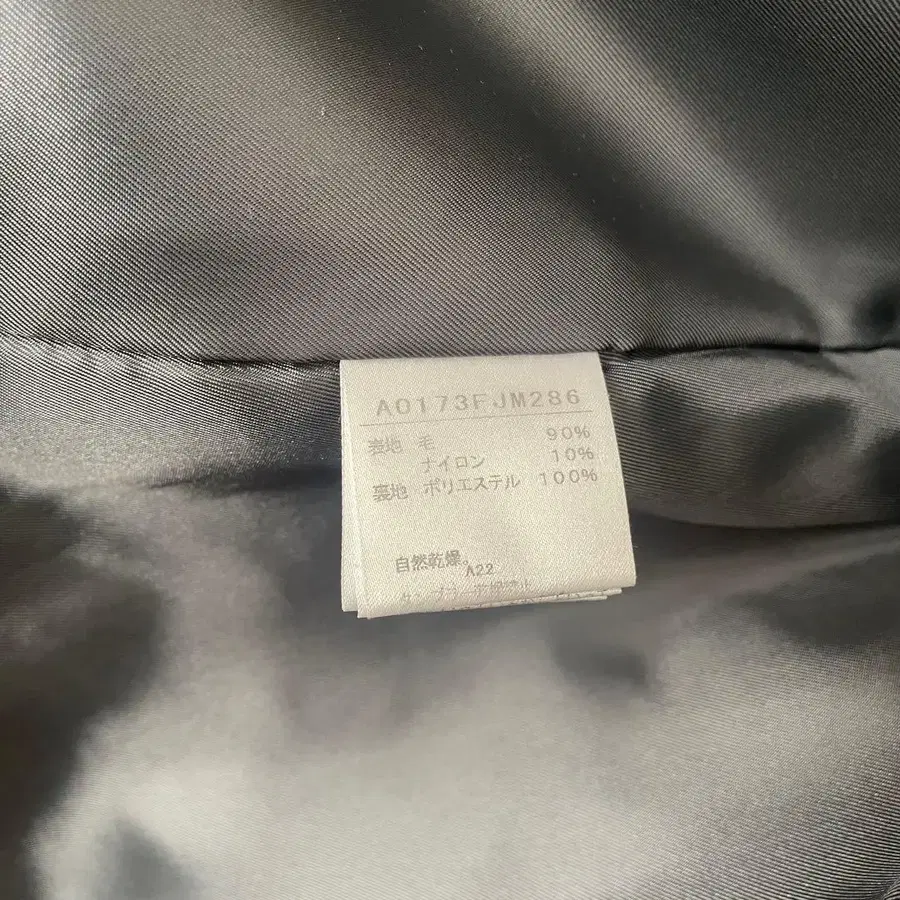 A0173FJM286
表地 毛 90%
ナイロン 10%
裏地 ポリエステル 100%
自然乾燥。
A22